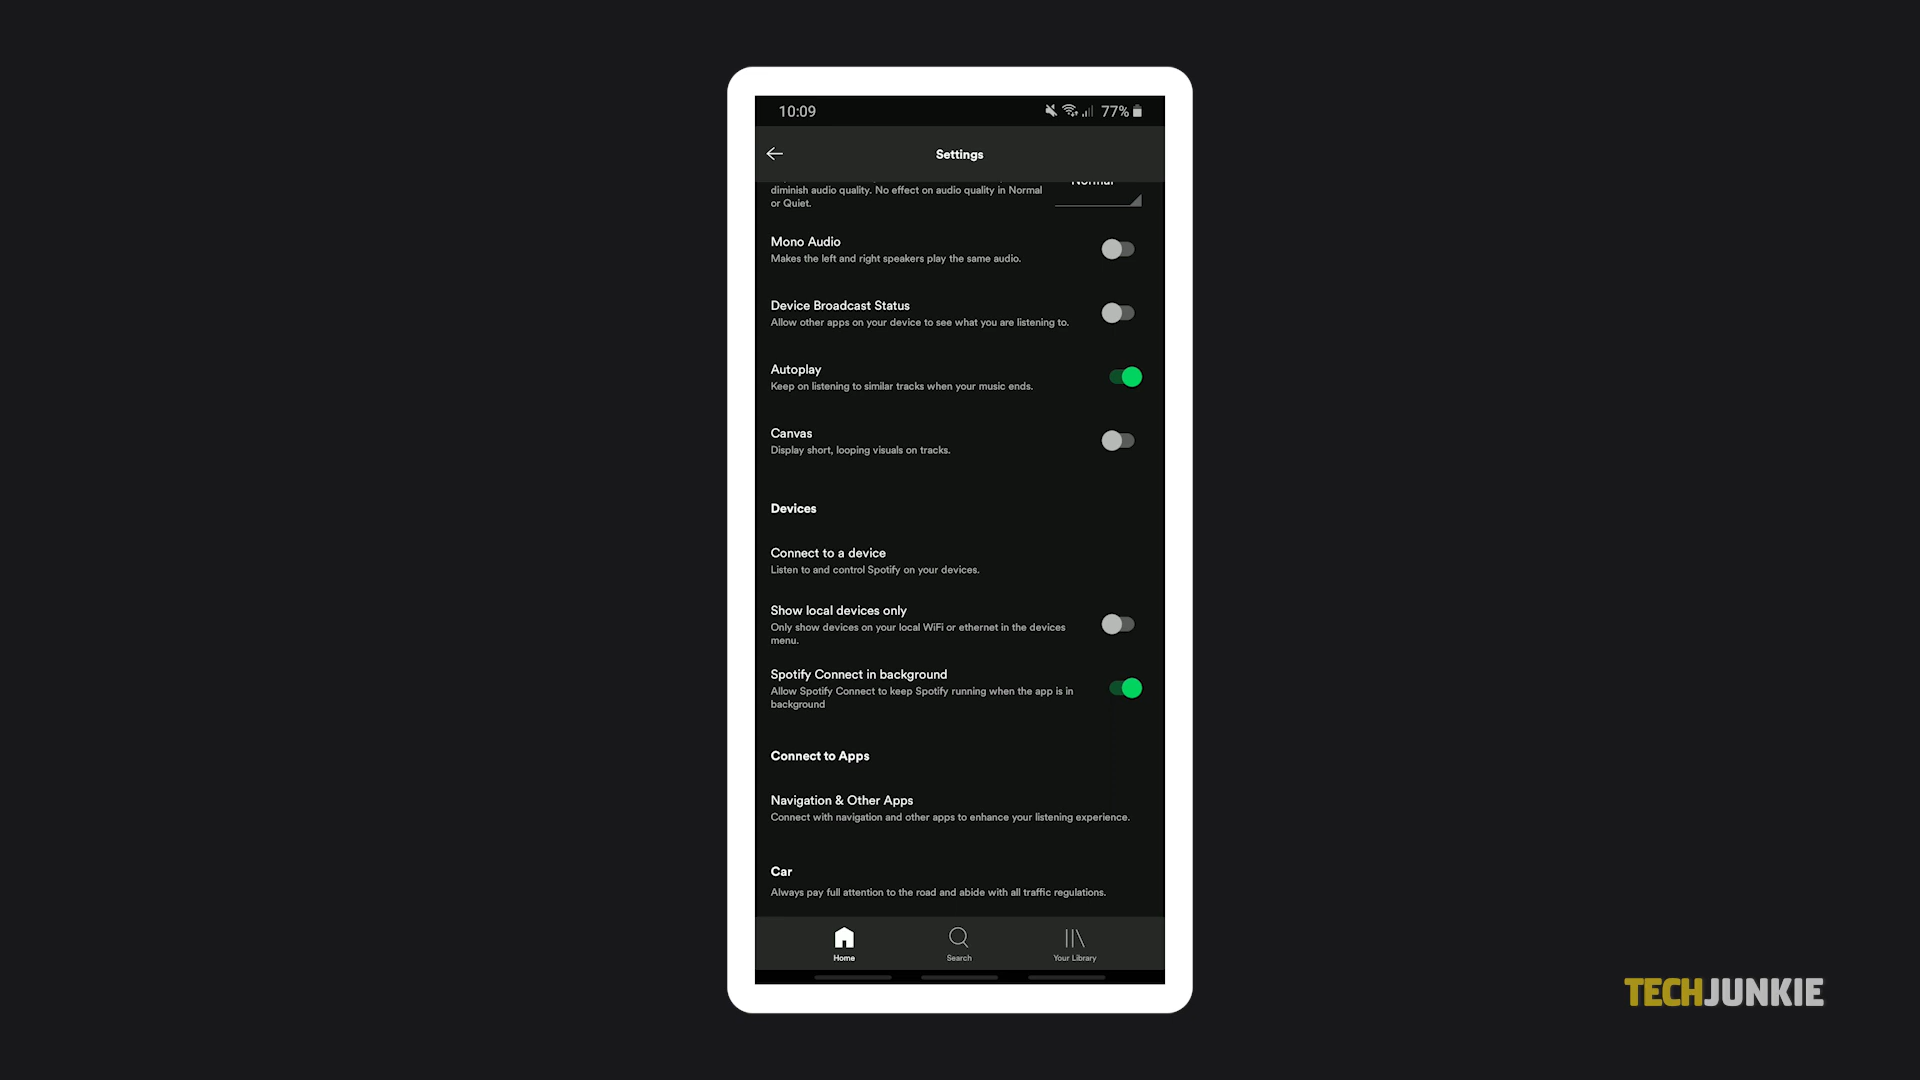 10:09
77%
Settings
Normal
diminish audio quality. No effect on audio quality in Normal
or Quiet.
Mono Audio
Makes the left and right speakers play the same audio.
Device Broadcast Status
Allow other apps on your device to see what you are listening to.
Autoplay
Keep on listening to similar tracks when your music ends.
Canvas
Display short, looping visuals on tracks.
Devices
Connect to a device
Listen to and control Spotify on your devices.
Show local devices only
Only show devices on your local WiFi or ethernet in the devices
menu.
Spotify Connect in background
Allow Spotify Connect to keep Spotify running when the app is in
background
Connect to Apps
Navigation & Other Apps
Connect with navigation and other apps to enhance your listening experience.
Car
Always pay full attention to the road and abide with all traffic regulations.
Home
Search
Your Library
TECHJUNKIE